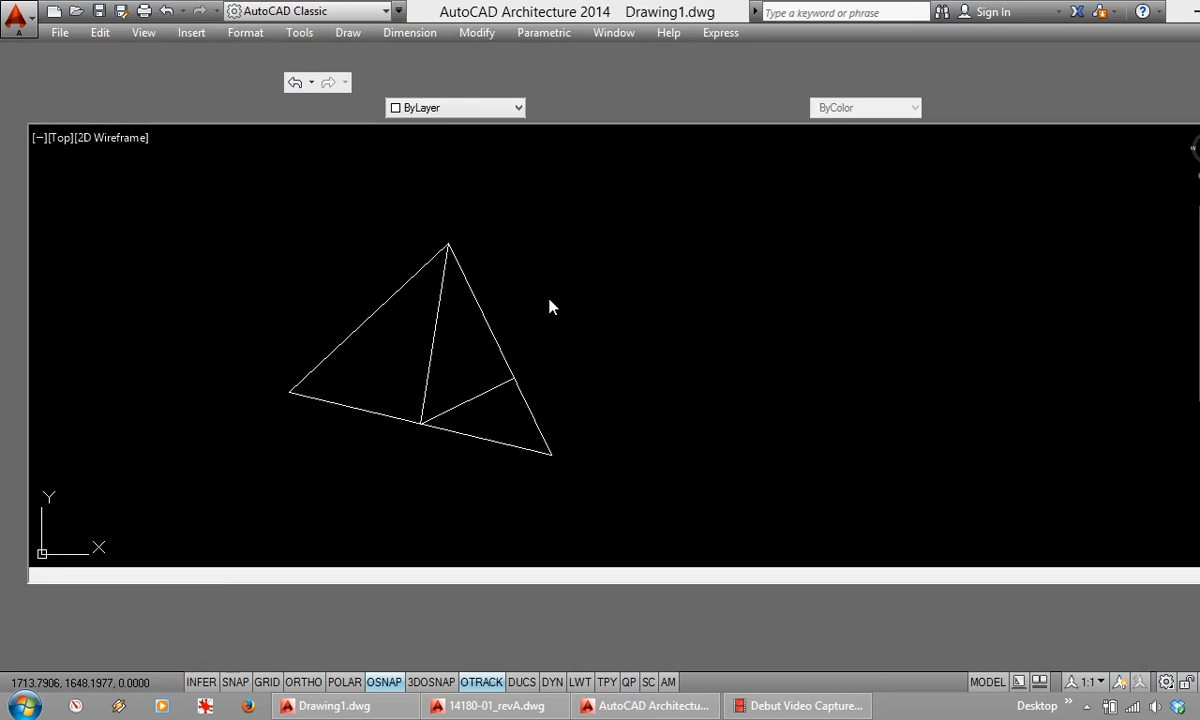 AutoCAD Classic AutoCAD Architecture 2014 Drawing1.dwg Type a keyword or phrase Sign In
A File Edit View Insert Format Tools Draw Dimension Modify Parametric Window Help Express
ByLayer ByColor
[−][Top][2D Wireframe]
W
Y
X
1713.7906, 1648.1977, 0.0000 INFER SNAP GRID ORTHO POLAR OSNAP 3DOSNAP OTRACK DUCS DYN LWT TPY QP SC AM MODEL 1:1
Drawing1.dwg 14180-01_revA.dwg AutoCAD Architectu... Debut Video Capture... Desktop